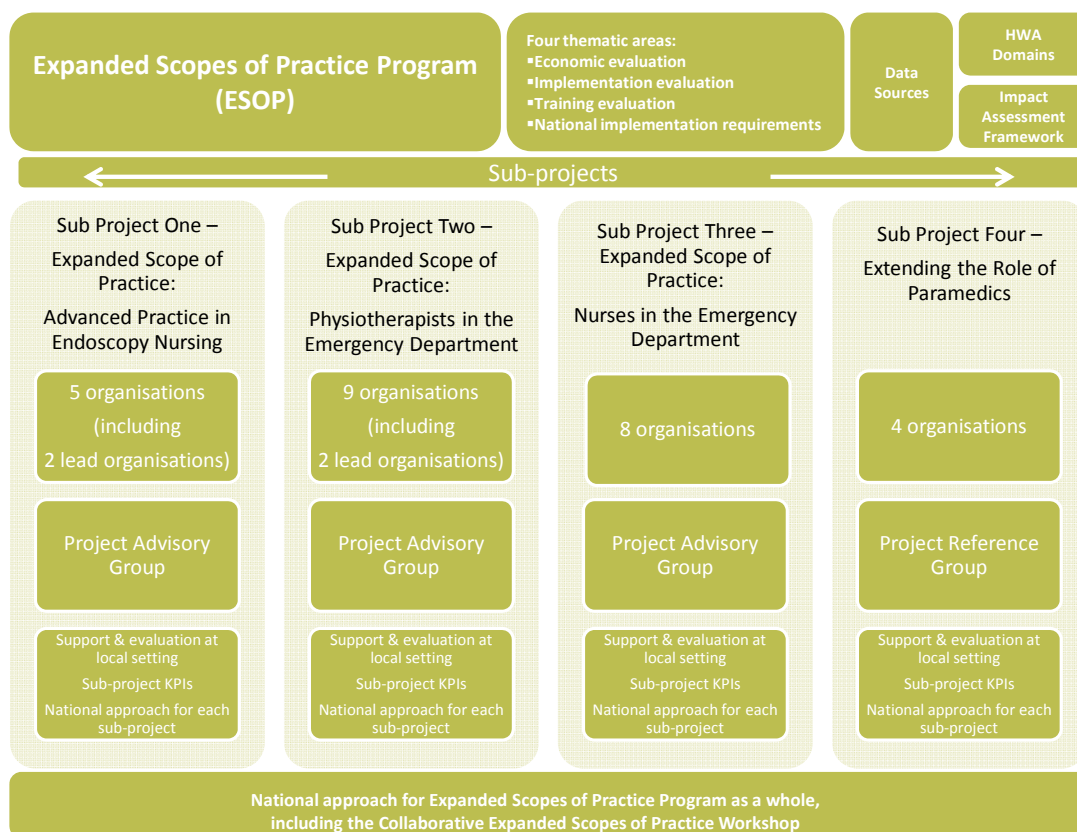 Expanded Scopes of Practice Program
(ESOP)
Four thematic areas:
▪Economic evaluation
▪Implementation evaluation
▪Training evaluation
▪National implementation requirements
Data
Sources
HWA
Domains
Impact
Assessment
Framework
Sub-projects
Sub Project One –
Expanded Scope of
Practice:
Advanced Practice in
Endoscopy Nursing
5 organisations
(including
2 lead organisations)
Project Advisory
Group
Support & evaluation at
local setting
Sub-project KPIs
National approach for each
sub-project
Sub Project Two –
Expanded Scope of
Practice:
Physiotherapists in the
Emergency Department
9 organisations
(including
2 lead organisations)
Project Advisory
Group
Support & evaluation at
local setting
Sub-project KPIs
National approach for each
sub-project
Sub Project Three –
Expanded Scope of
Practice:
Nurses in the Emergency
Department
8 organisations
Project Advisory
Group
Support & evaluation at
local setting
Sub-project KPIs
National approach for each
sub-project
Sub Project Four –
Extending the Role of
Paramedics
4 organisations
Project Reference
Group
Support & evaluation at
local setting
Sub-project KPIs
National approach for each
sub-project
National approach for Expanded Scopes of Practice Program as a whole,
including the Collaborative Expanded Scopes of Practice Workshop